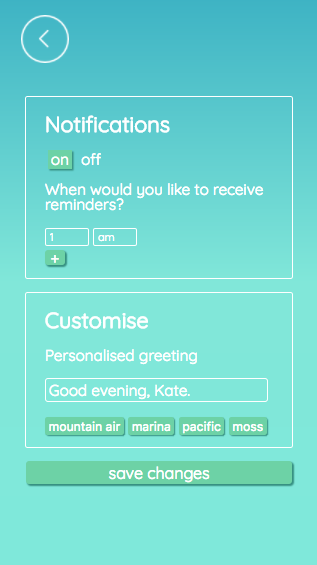 Notifications
on off
When would you like to receive
reminders?
1 am
+
Customise
Personalised greeting
Good evening, Kate.
mountain air marina pacific moss
save changes